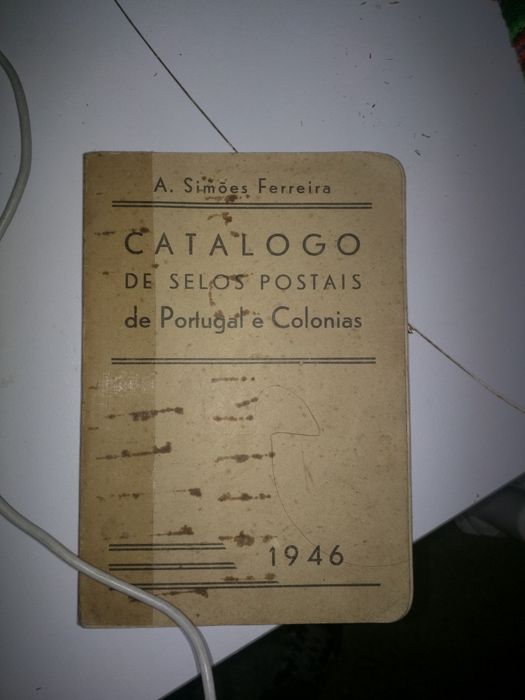 A. Simões Ferreira
CATALOGO
DE SELOS POSTAIS
de Portugal e Colonias
1946